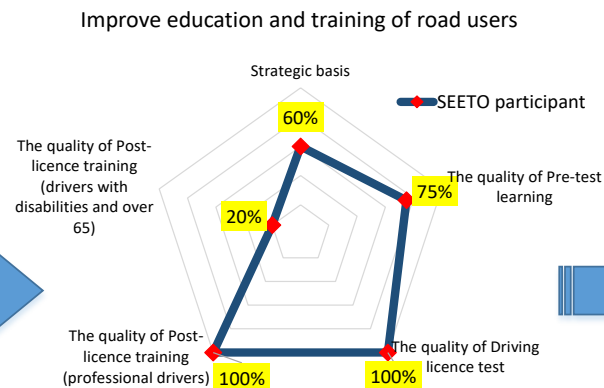 Improve education and training of road users
Strategic basis
SEETO participant
60%
The quality of Post-
licence training
(drivers with
disabilities and over
65)
The quality of Pre-test
learning
75%
20%
The quality of Post-
licence training
(professional drivers)
100%
The quality of Driving
licence test
100%